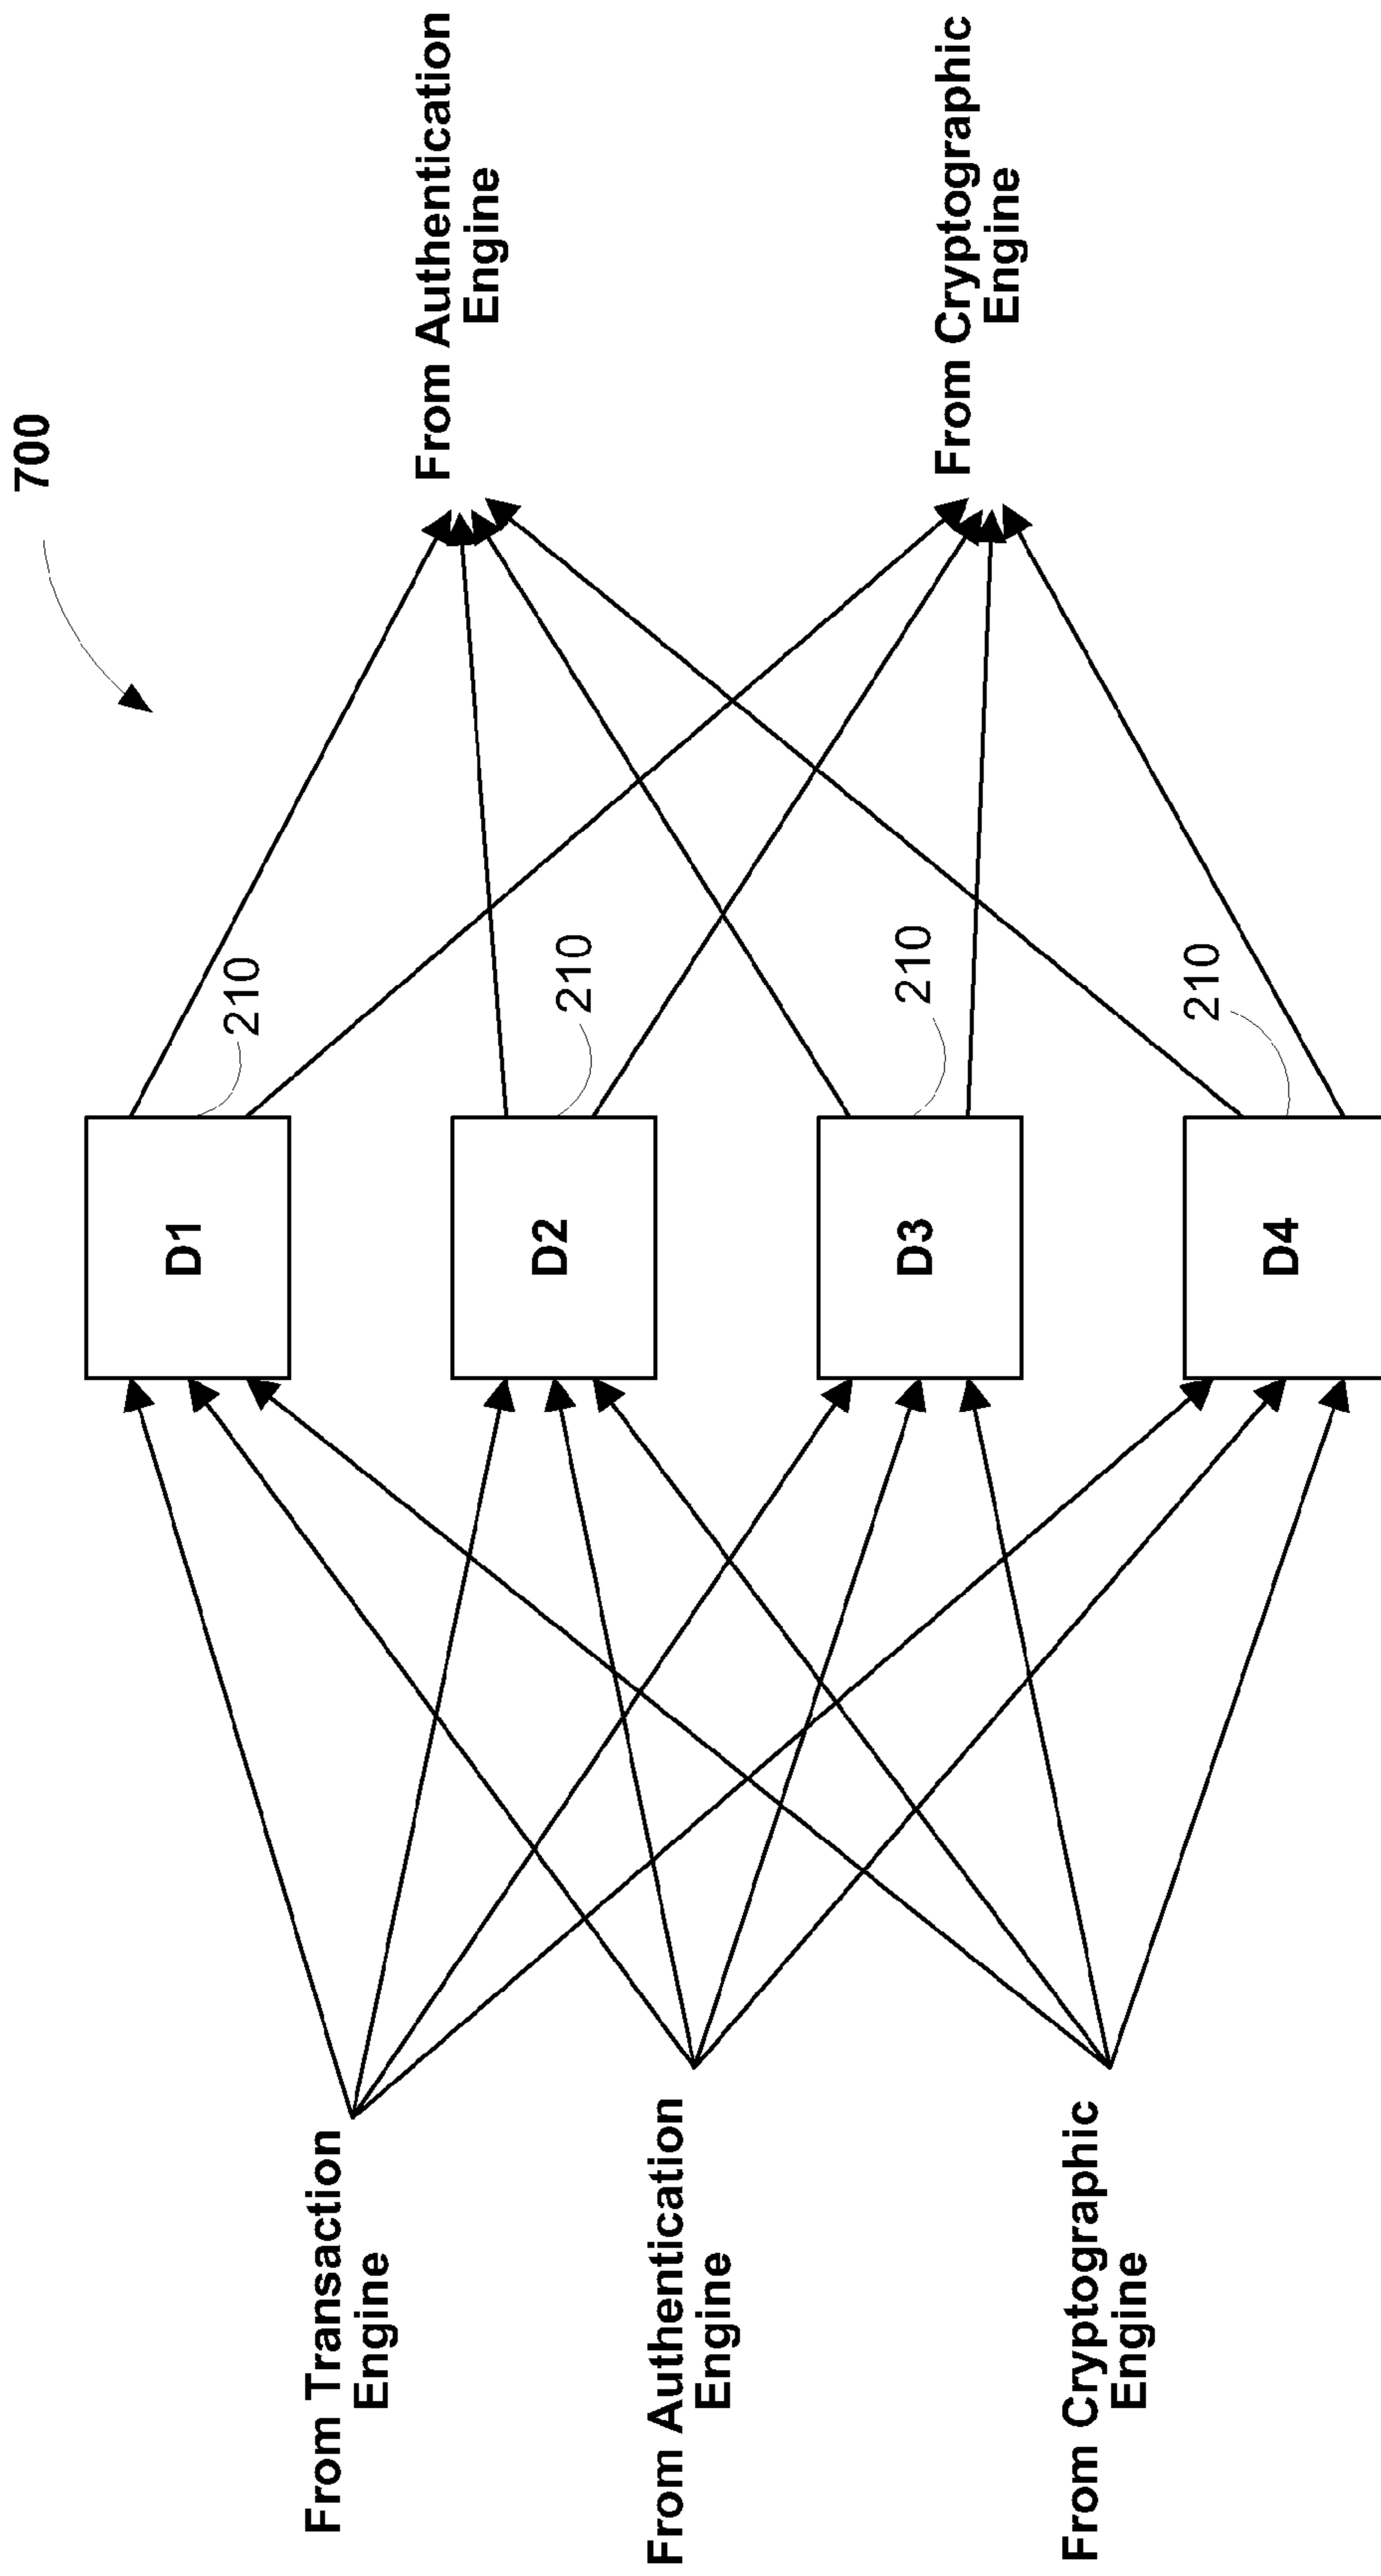 700
From Transaction
Engine
From Authentication
Engine
From Cryptographic
Engine
D1
210
D2
210
D3
210
D4
210
From Authentication
Engine
From Cryptographic
Engine